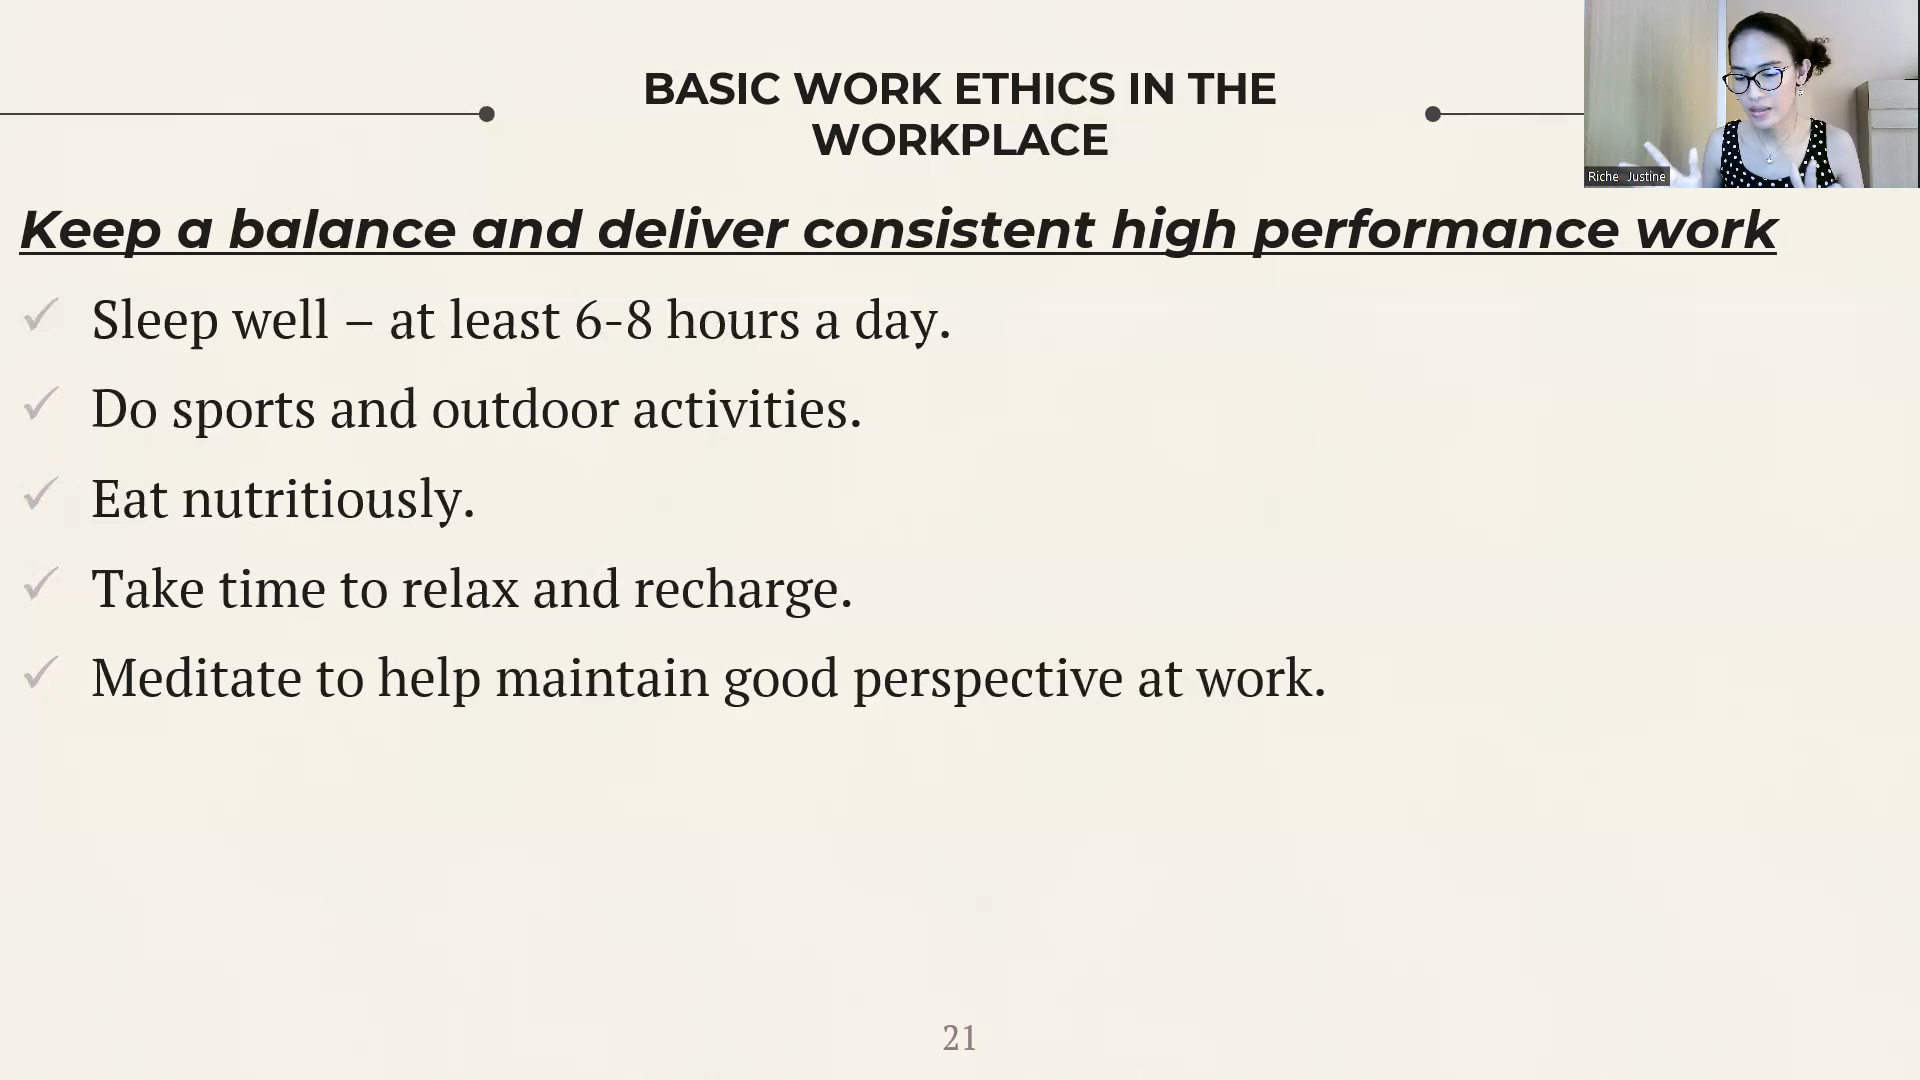 BASIC WORK ETHICS IN THE
WORKPLACE
Riche Justine
Keep a balance and deliver consistent high performance work
✓ Sleep well – at least 6-8 hours a day.
✓ Do sports and outdoor activities.
✓ Eat nutritiously.
✓ Take time to relax and recharge.
✓ Meditate to help maintain good perspective at work.
21